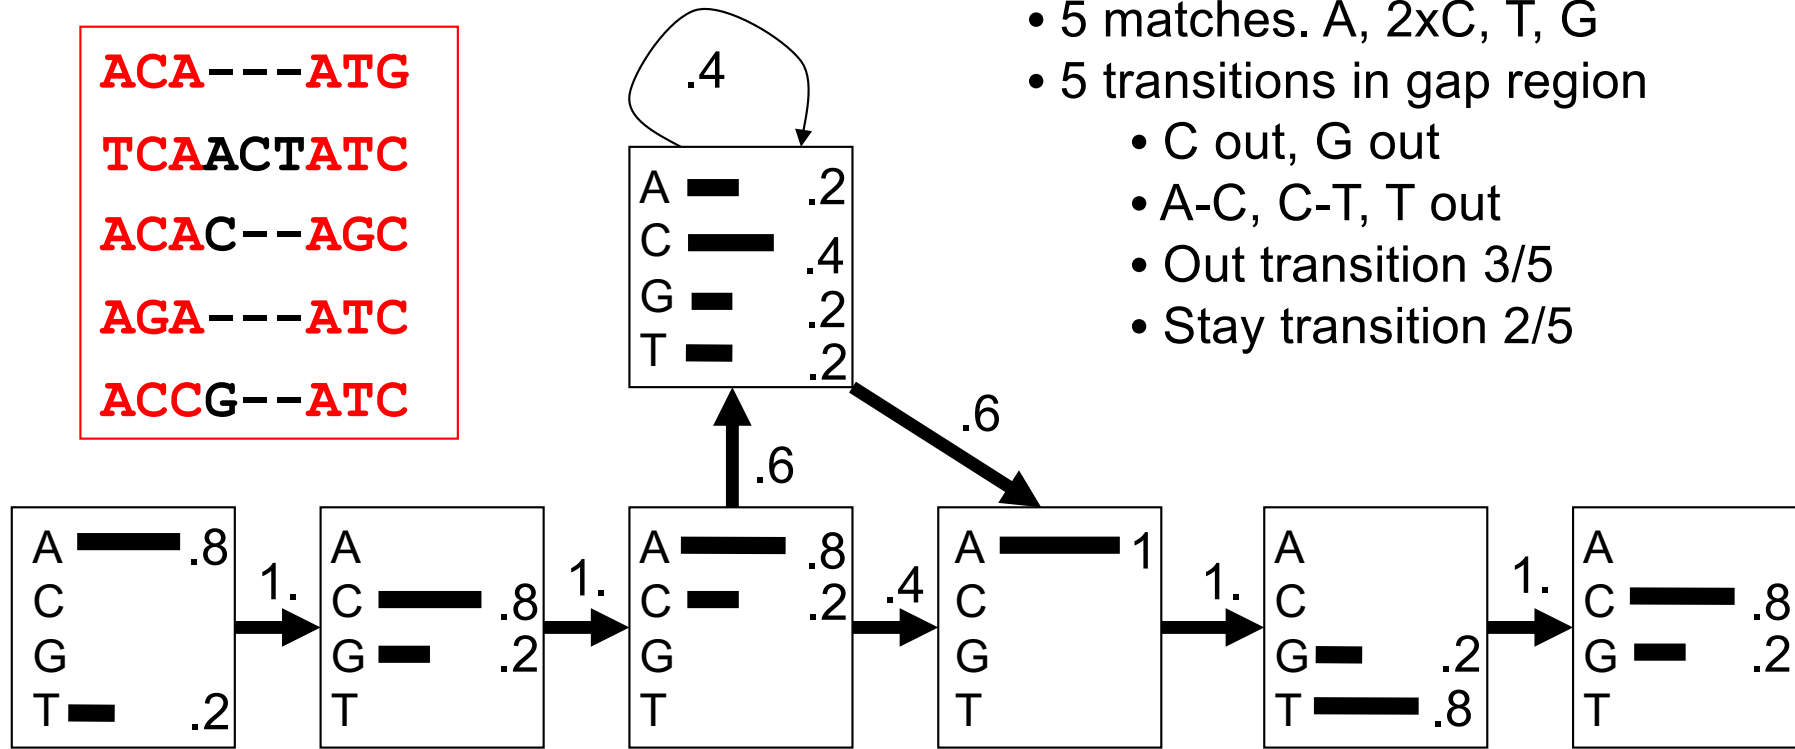 ACA---ATG
TCAACTATC
ACAC--AGC
AGA---ATC
ACCG--ATC
• 5 matches. A, 2xC, T, G
• 5 transitions in gap region
• C out, G out
• A-C, C-T, T out
• Out transition 3/5
• Stay transition 2/5
.4
A .2
C .4
G .2
T .2
.6
.6
A .8
C
G
T .2
1.
A
C .8
G .2
T
1.
A .8
C .2
G
T
.4
A 1
C
G
T
1.
A
C
G .2
T .8
1.
A
C .8
G .2
T